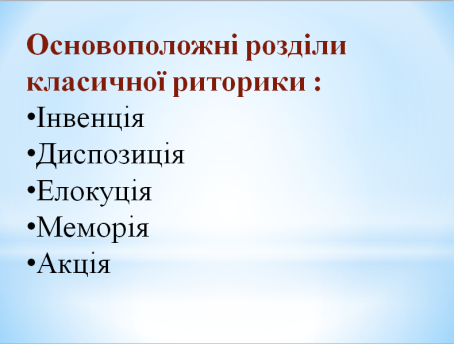 Основоположні розділи
класичної риторики :
•Інвенція
•Диспозиція
•Елокуція
•Меморія
•Акція